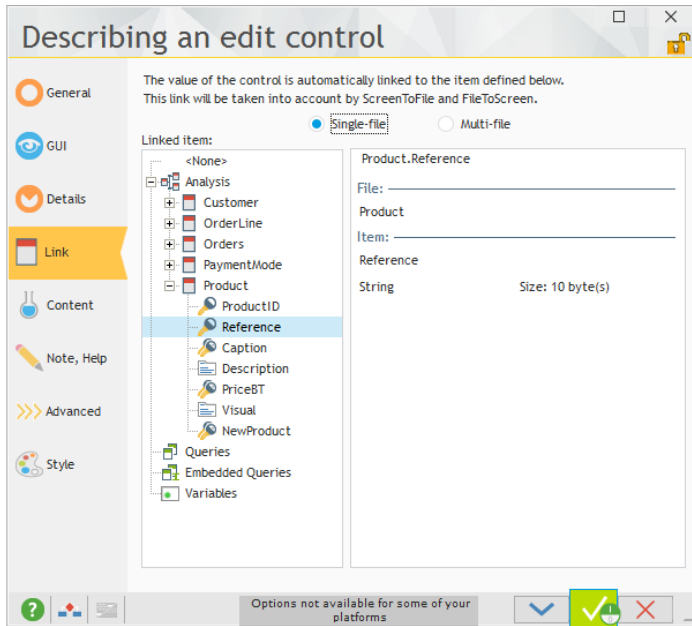 Describing an edit control
General
GUI
Details
Link
Content
Note, Help
Advanced
Style
The value of the control is automatically linked to the item defined below.
This link will be taken into account by ScreenToFile and FileToScreen.
Single-file
Multi-file
Linked item:
<None>
Analysis
Customer
OrderLine
Orders
PaymentMode
Product
ProductID
Reference
Caption
Description
PriceBT
Visual
NewProduct
Queries
Embedded Queries
Variables
Product.Reference
File:
Product
Item:
Reference
String Size: 10 byte(s)
Options not available for some of your
platforms